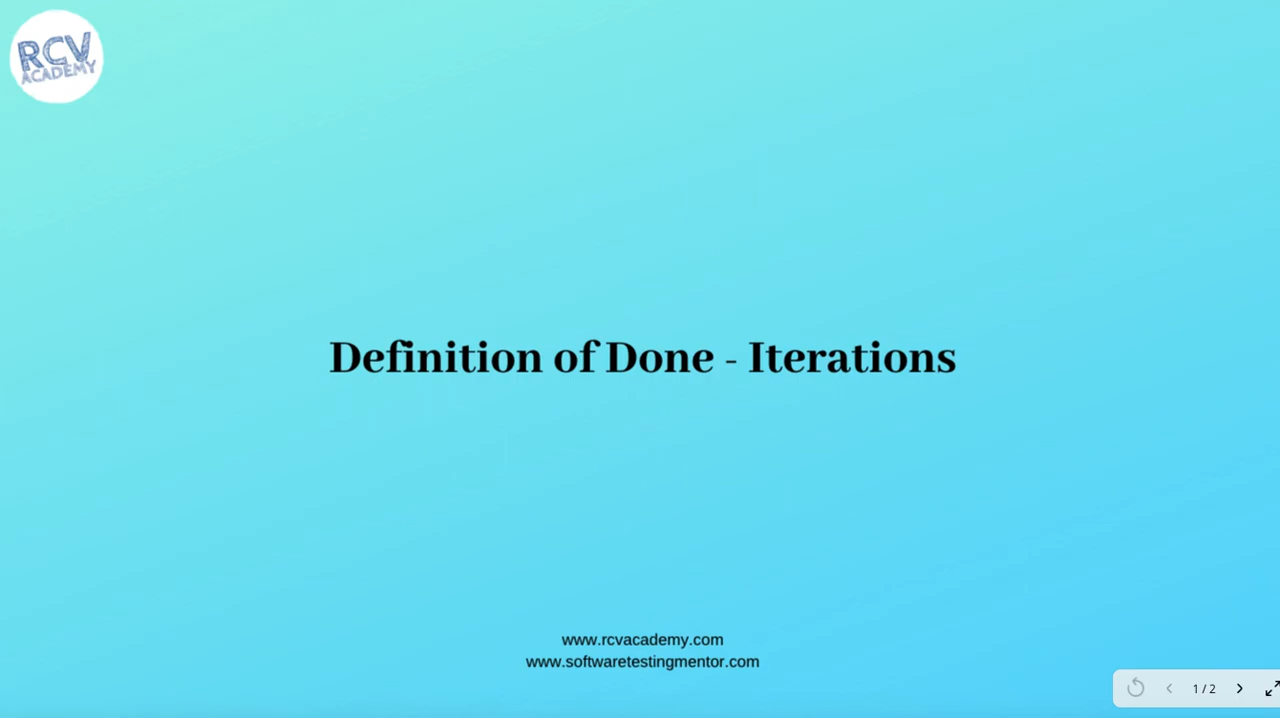 RCV
ACADEMY
Definition of Done - Iterations
www.rcvacademy.com
www.softwaretestingmentor.com
1 / 2